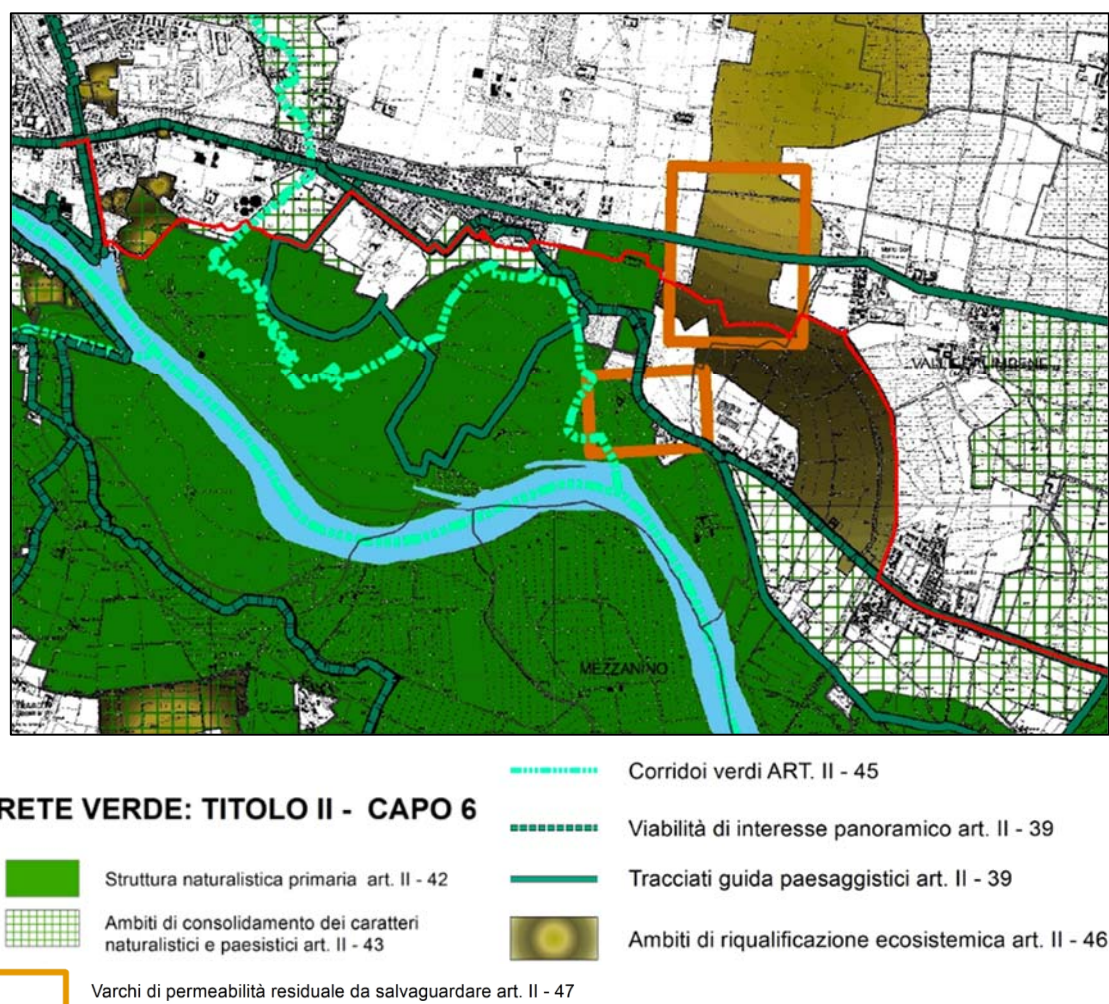 MEZZANINO
RETE VERDE: TITOLO II - CAPO 6
Struttura naturalistica primaria art. II - 42
Ambiti di consolidamento dei caratteri
naturalistici e paesistici art. II - 43
Varchi di permeabilità residuale da salvaguardare art. II - 47
Corridoi verdi ART. II - 45
Viabilità di interesse panoramico art. II - 39
Tracciati guida paesaggistici art. II - 39
Ambiti di riqualificazione ecosistemica art. II - 46